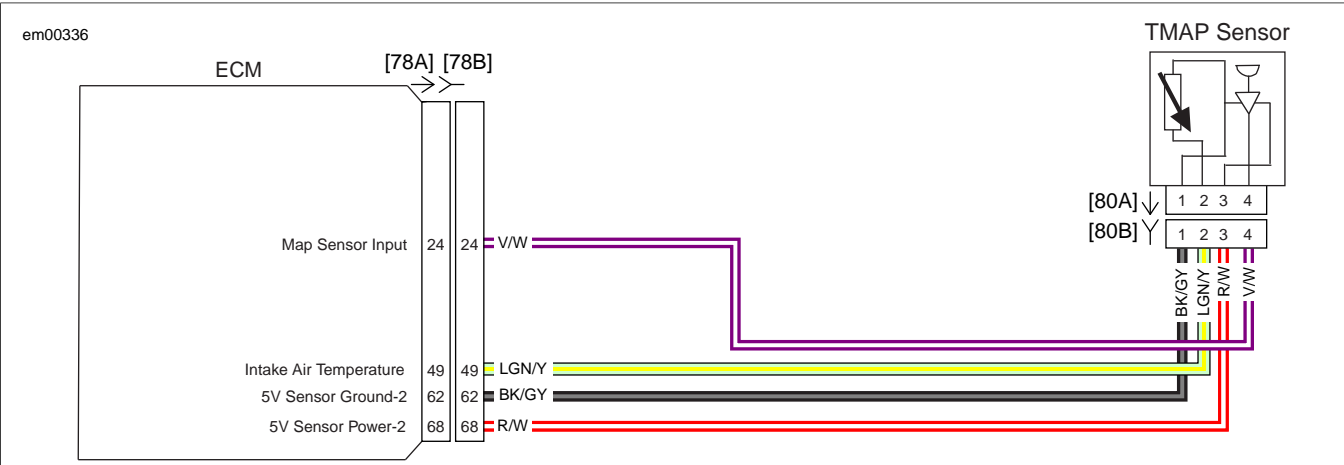 em00336
TMAP Sensor
ECM
[78A] [78B]
[80A] 1 2 3 4
[80B] 1 2 3 4
BK/GY LGN/Y R/W V/W
Map Sensor Input 24 24 V/W
Intake Air Temperature 49 49 LGN/Y
5V Sensor Ground-2 62 62 BK/GY
5V Sensor Power-2 68 68 R/W